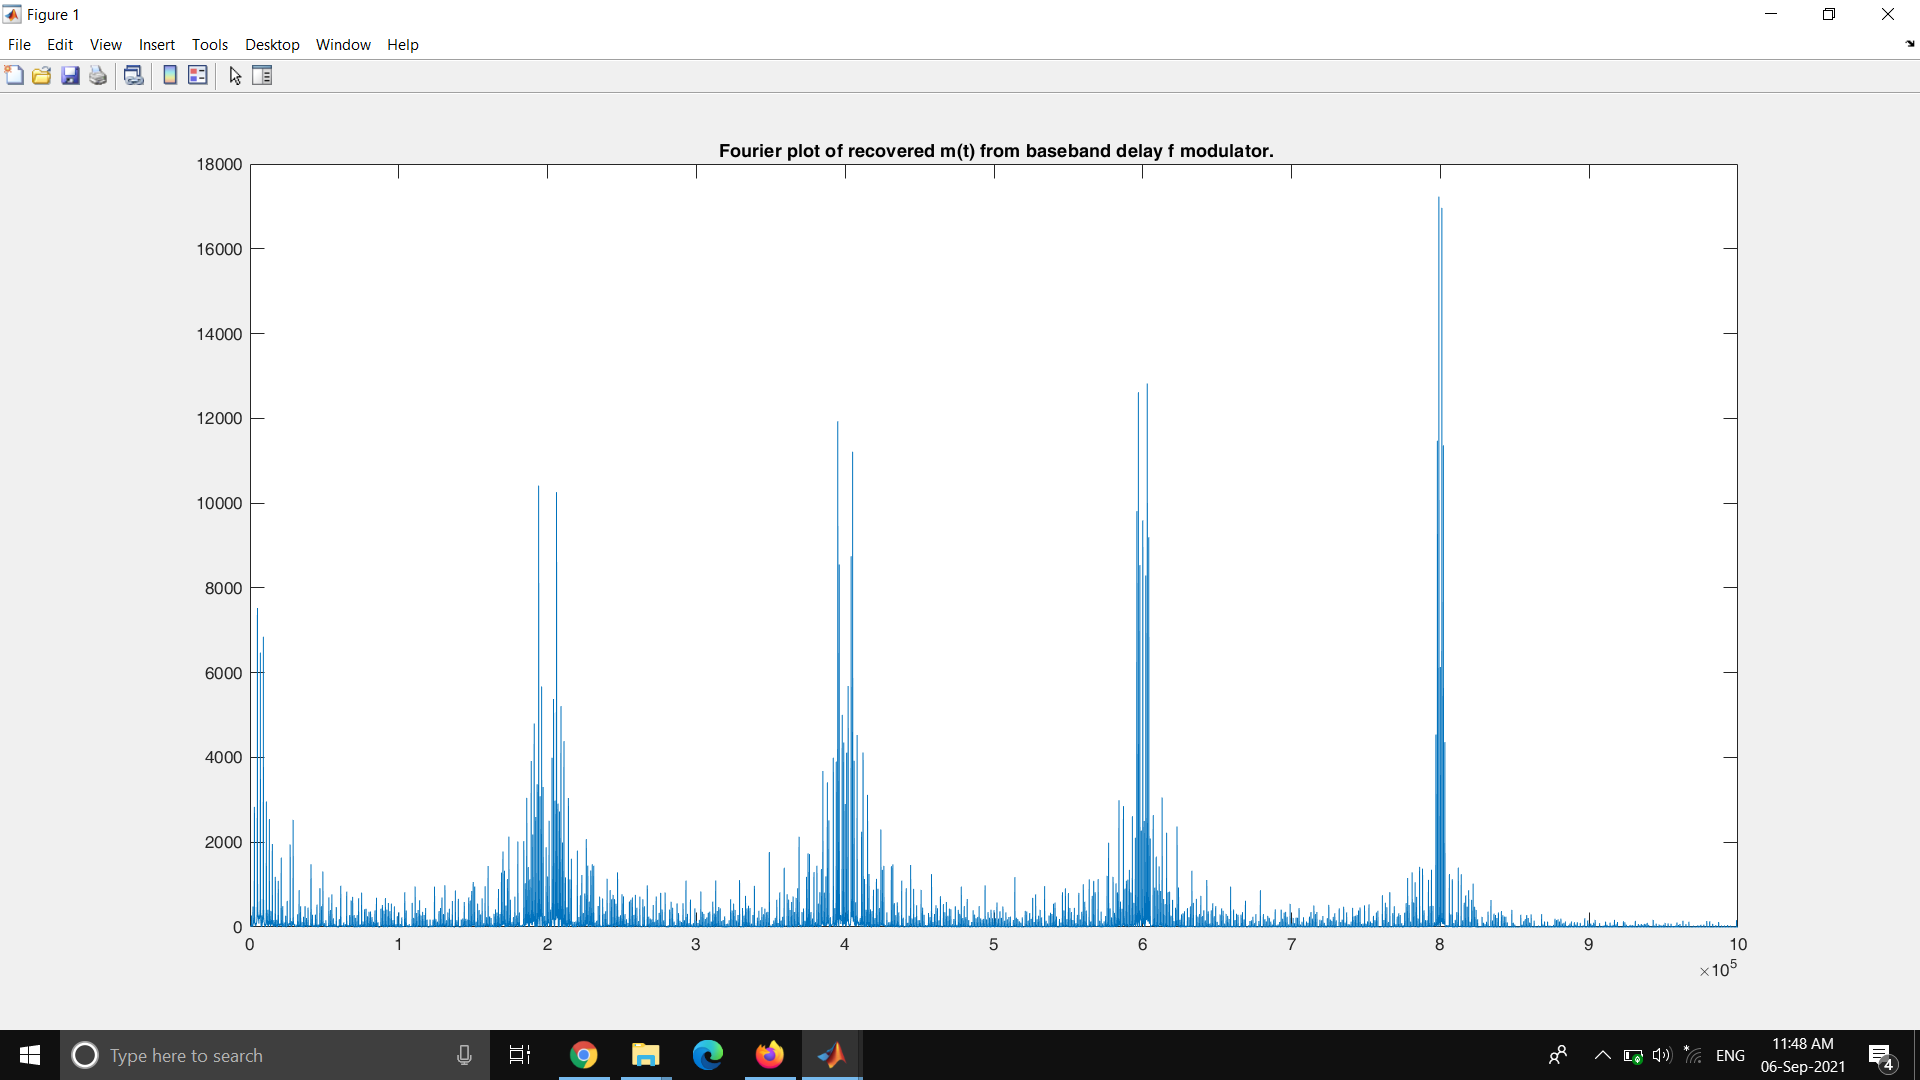 Figure 1
File Edit View Insert Tools Desktop Window Help
Fourier plot of recovered m(t) from baseband delay f modulator.
18000
16000
14000
12000
10000
8000
6000
4000
2000
0
0 1 2 3 4 5 6 7 8 9 10
×10^5
Type here to search
ENG
11:48 AM
06-Sep-2021
4